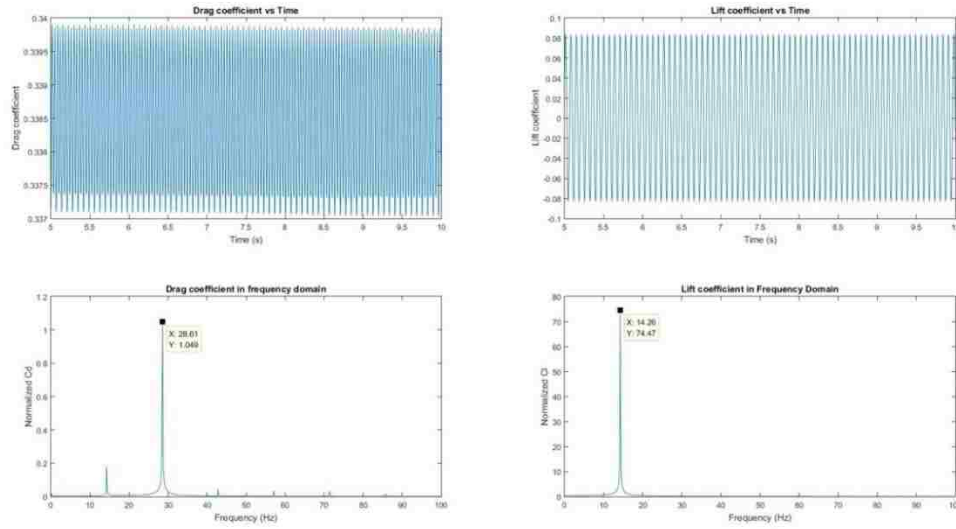 Drag coefficient vs Time
0.34
0.3395
0.339
0.3385
0.338
0.3375
0.337
Drag coefficient
5 5.5 6 6.5 7 7.5 8 8.5 9 9.5 10
Time (s)
Lift coefficient vs Time
0.1
0.08
0.06
0.04
0.02
0
-0.02
-0.04
-0.06
-0.08
-0.1
Lift coefficient
5 5.5 6 6.5 7 7.5 8 8.5 9 9.5 10
Time (s)
Drag coefficient in frequency domain
1.2
1
0.8
0.6
0.4
0.2
0
Normalized Cd
X: 28.61
Y: 1.049
0 10 20 30 40 50 60 70 80 90 100
Frequency (Hz)
Lift coefficient in Frequency Domain
80
70
60
50
40
30
20
10
0
Normalized Cl
X: 14.26
Y: 74.47
0 10 20 30 40 50 60 70 80 90 100
Frequency (Hz)